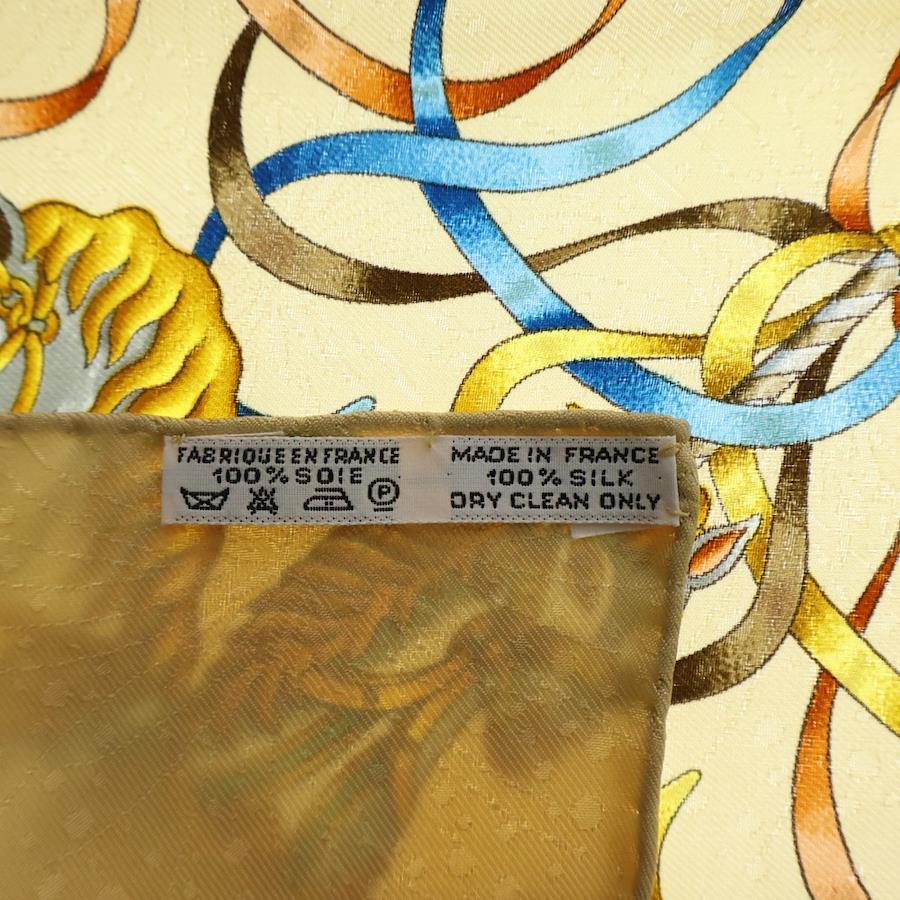 FABRIQUE EN FRANCE
100% SOIE
P
MADE IN FRANCE
100% SILK
DRY CLEAN ONLY